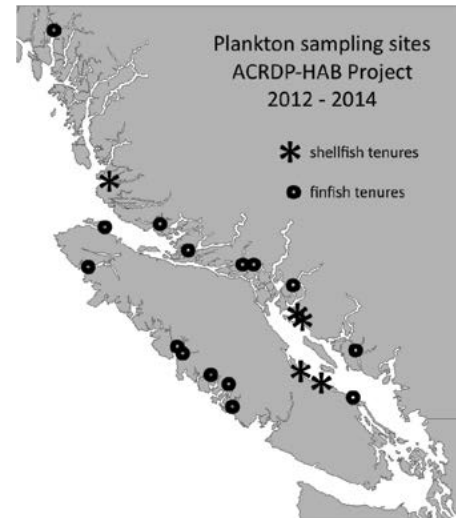 Plankton sampling sites
ACRDP-HAB Project
2012 - 2014
shellfish tenures
finfish tenures